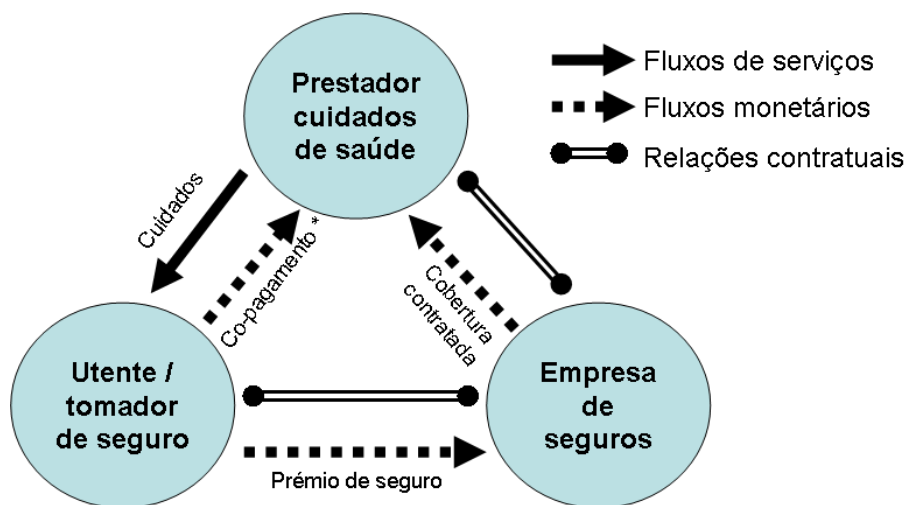 Prestador
cuidados
de saúde
Fluxos de serviços
Fluxos monetários
Relações contratuais
Cuidados
Co-pagamento *
Cobertura
contratada
Utente /
tomador
de seguro
Empresa
de
seguros
Prémio de seguro